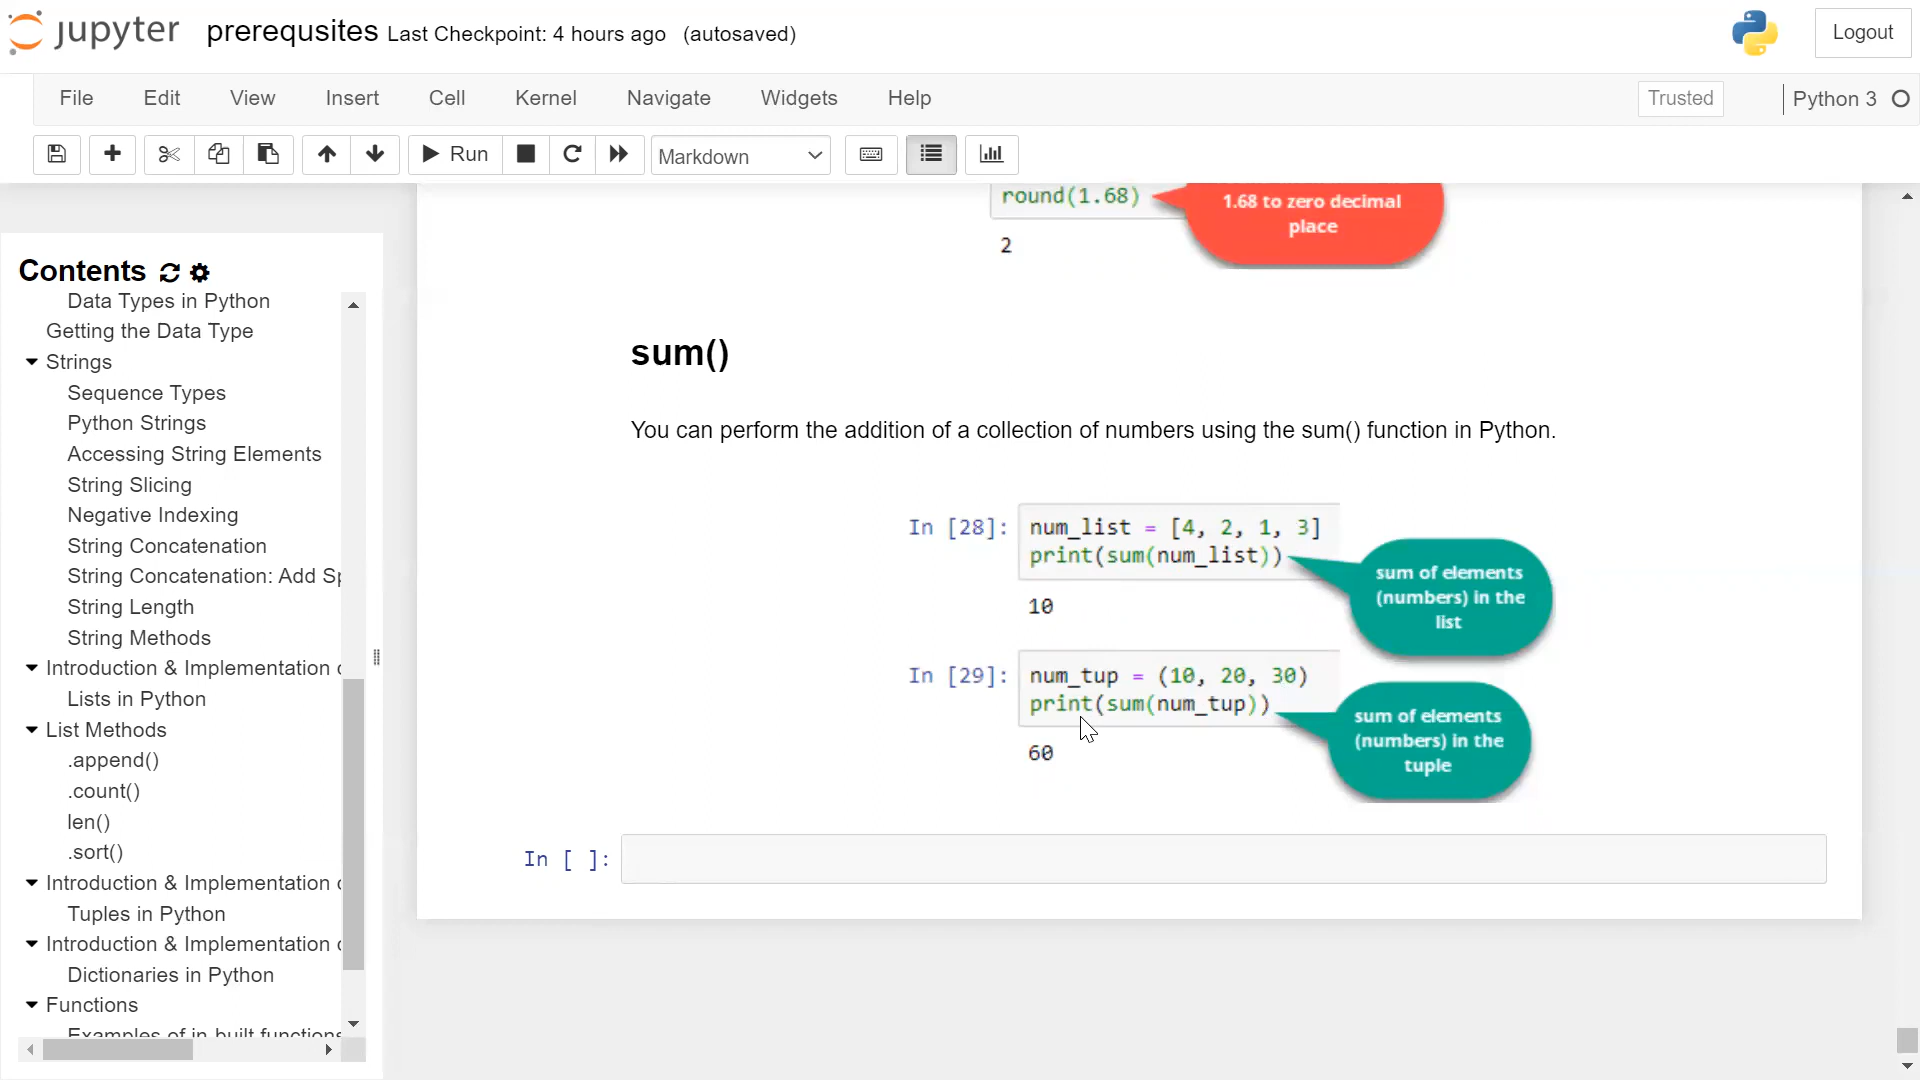 jupyter prerequsites Last Checkpoint: 4 hours ago (autosaved) Logout
File Edit View Insert Cell Kernel Navigate Widgets Help Trusted Python 3
Run Markdown
round(1.68)
1.68 to zero decimal
place
2
Contents
Data Types in Python
Getting the Data Type
Strings
Sequence Types
Python Strings
Accessing String Elements
String Slicing
Negative Indexing
String Concatenation
String Concatenation: Add Sp
String Length
String Methods
Introduction & Implementation o
Lists in Python
List Methods
.append()
.count()
len()
.sort()
Introduction & Implementation o
Tuples in Python
Introduction & Implementation o
Dictionaries in Python
Functions
Examples of in-built functions
sum()
You can perform the addition of a collection of numbers using the sum() function in Python.
In [28]: num_list = [4, 2, 1, 3]
print(sum(num_list))
sum of elements
(numbers) in the
list
10
In [29]: num_tup = (10, 20, 30)
print(sum(num_tup))
sum of elements
(numbers) in the
tuple
60
In [ ]: